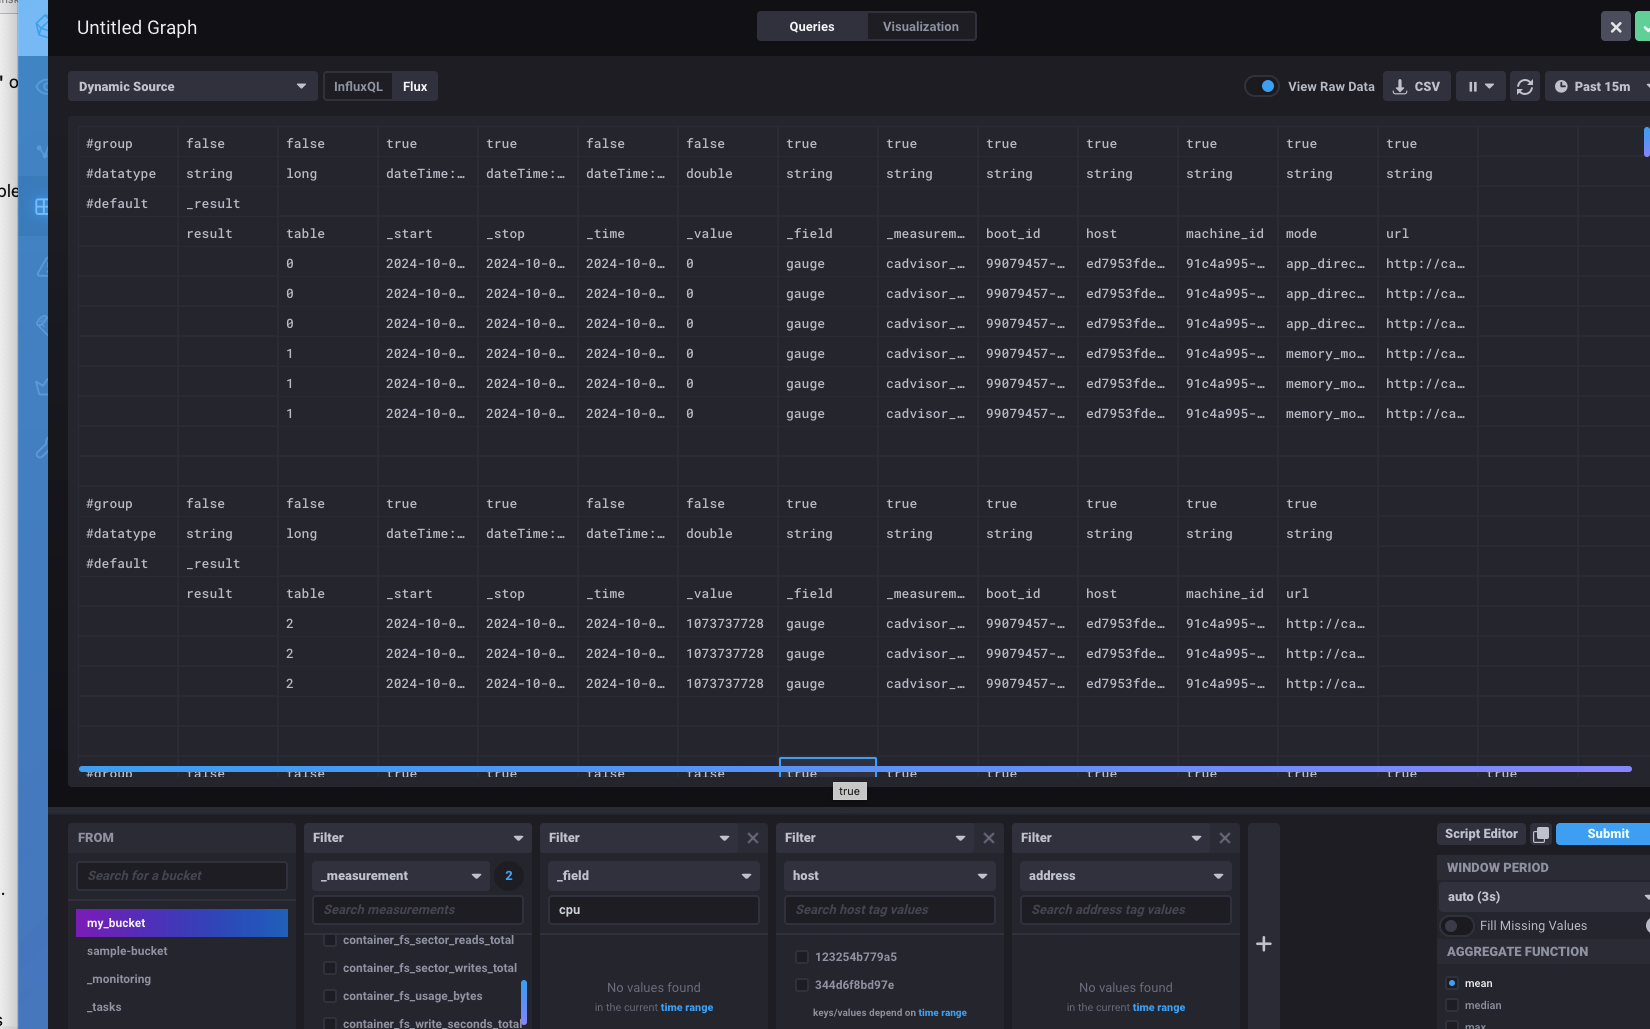 Untitled Graph
Queries Visualization
Dynamic Source InfluxQL Flux View Raw Data CSV Past 15m
#group false false true true false false true true true true true true true
#datatype string long dateTime:… dateTime:… dateTime:… double string string string string string string string
#default _result
result table _start _stop _time _value _field _measurem… boot_id host machine_id mode url
0 2024-10-0… 2024-10-0… 2024-10-0… 0 gauge cadvisor_… 99079457-… ed7953fde… 91c4a995-… app_direc… http://ca…
0 2024-10-0… 2024-10-0… 2024-10-0… 0 gauge cadvisor_… 99079457-… ed7953fde… 91c4a995-… app_direc… http://ca…
0 2024-10-0… 2024-10-0… 2024-10-0… 0 gauge cadvisor_… 99079457-… ed7953fde… 91c4a995-… app_direc… http://ca…
1 2024-10-0… 2024-10-0… 2024-10-0… 0 gauge cadvisor_… 99079457-… ed7953fde… 91c4a995-… memory_mo… http://ca…
1 2024-10-0… 2024-10-0… 2024-10-0… 0 gauge cadvisor_… 99079457-… ed7953fde… 91c4a995-… memory_mo… http://ca…
1 2024-10-0… 2024-10-0… 2024-10-0… 0 gauge cadvisor_… 99079457-… ed7953fde… 91c4a995-… memory_mo… http://ca…
#group false false true true false false true true true true true true
#datatype string long dateTime:… dateTime:… dateTime:… double string string string string string string
#default _result
result table _start _stop _time _value _field _measurem… boot_id host machine_id url
2 2024-10-0… 2024-10-0… 2024-10-0… 1073737728 gauge cadvisor_… 99079457-… ed7953fde… 91c4a995-… http://ca…
2 2024-10-0… 2024-10-0… 2024-10-0… 1073737728 gauge cadvisor_… 99079457-… ed7953fde… 91c4a995-… http://ca…
2 2024-10-0… 2024-10-0… 2024-10-0… 1073737728 gauge cadvisor_… 99079457-… ed7953fde… 91c4a995-… http://ca…
#group false false true true false false true true true true true true true true
true
FROM
Search for a bucket
my_bucket
sample-bucket
_monitoring
_tasks
Filter
_measurement 2
Search measurements
container_fs_sector_reads_total
container_fs_sector_writes_total
container_fs_usage_bytes
container_fs_write_seconds_total
Filter
_field
cpu
No values found
in the current time range
Filter
host
Search host tag values
123254b779a5
344d6f8bd97e
keys/values depend on time range
Filter
address
Search address tag values
No values found
in the current time range
Script Editor Submit
WINDOW PERIOD
auto (3s)
Fill Missing Values
AGGREGATE FUNCTION
mean
median
max